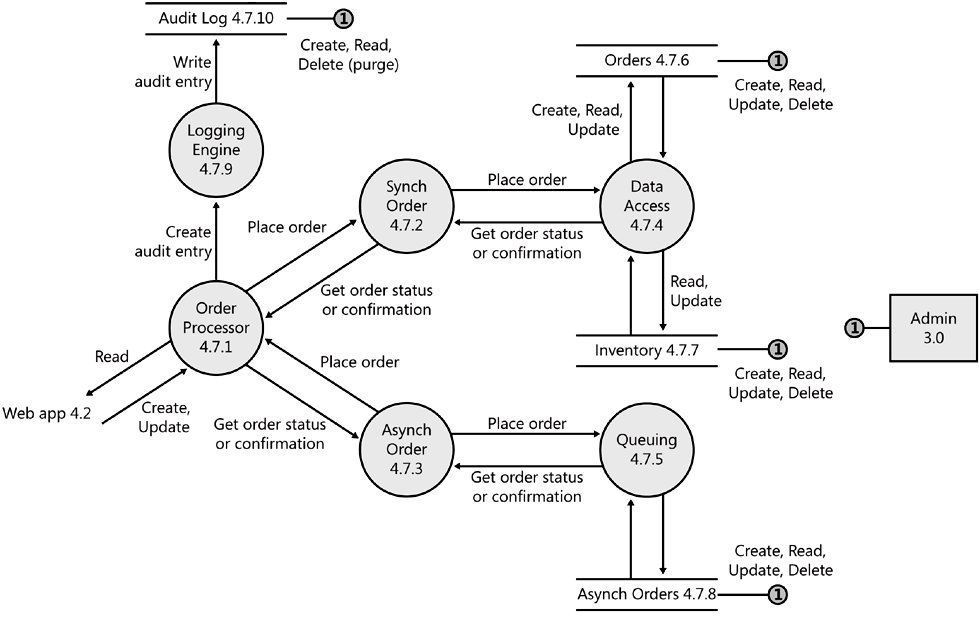 Audit Log 4.7.10
1
Create, Read,
Delete (purge)
Write
audit entry
Logging
Engine
4.7.9
Create
audit entry
Order
Processor
4.7.1
Read
Web app 4.2
Create,
Update
Place order
Get order status
or confirmation
Synch
Order
4.7.2
Place order
Get order status
or confirmation
Place order
Get order status
or confirmation
Asynch
Order
4.7.3
Place order
Get order status
or confirmation
Orders 4.7.6
1
Create, Read,
Update, Delete
Create, Read,
Update
Data
Access
4.7.4
Read,
Update
Inventory 4.7.7
1
Create, Read,
Update, Delete
Queuing
4.7.5
Create, Read,
Update, Delete
Asynch Orders 4.7.8
1
1
Admin
3.0